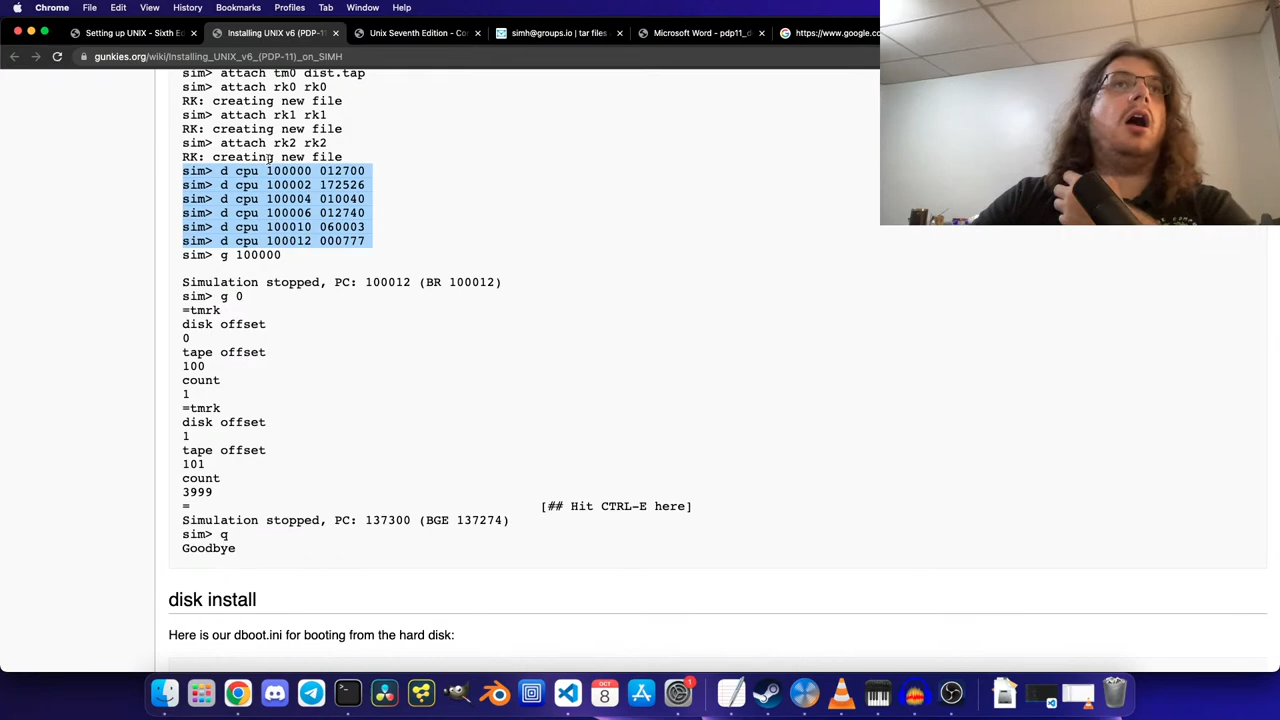 Chrome File Edit View History Bookmarks Profiles Tab Window Help
Setting up UNIX - Sixth Ed
Installing UNIX v6 (PDP-11)
Unix Seventh Edition - Co
simh@groups.io | tar files
Microsoft Word - pdp11_d
https://www.google.co
gunkies.org/wiki/Installing_UNIX_v6_(PDP-11)_on_SIMH
sim> attach tm0 dist.tap
sim> attach rk0 rk0
RK: creating new file
sim> attach rk1 rk1
RK: creating new file
sim> attach rk2 rk2
RK: creating new file
sim> d cpu 100000 012700
sim> d cpu 100002 172526
sim> d cpu 100004 010040
sim> d cpu 100006 012740
sim> d cpu 100010 060003
sim> d cpu 100012 000777
sim> g 100000
Simulation stopped, PC: 100012 (BR 100012)
sim> g 0
=tmrk
disk offset
0
tape offset
100
count
1
=tmrk
disk offset
1
tape offset
101
count
3999
= [## Hit CTRL-E here]
Simulation stopped, PC: 137300 (BGE 137274)
sim> q
Goodbye
disk install
Here is our dboot.ini for booting from the hard disk:
OCT
8
1